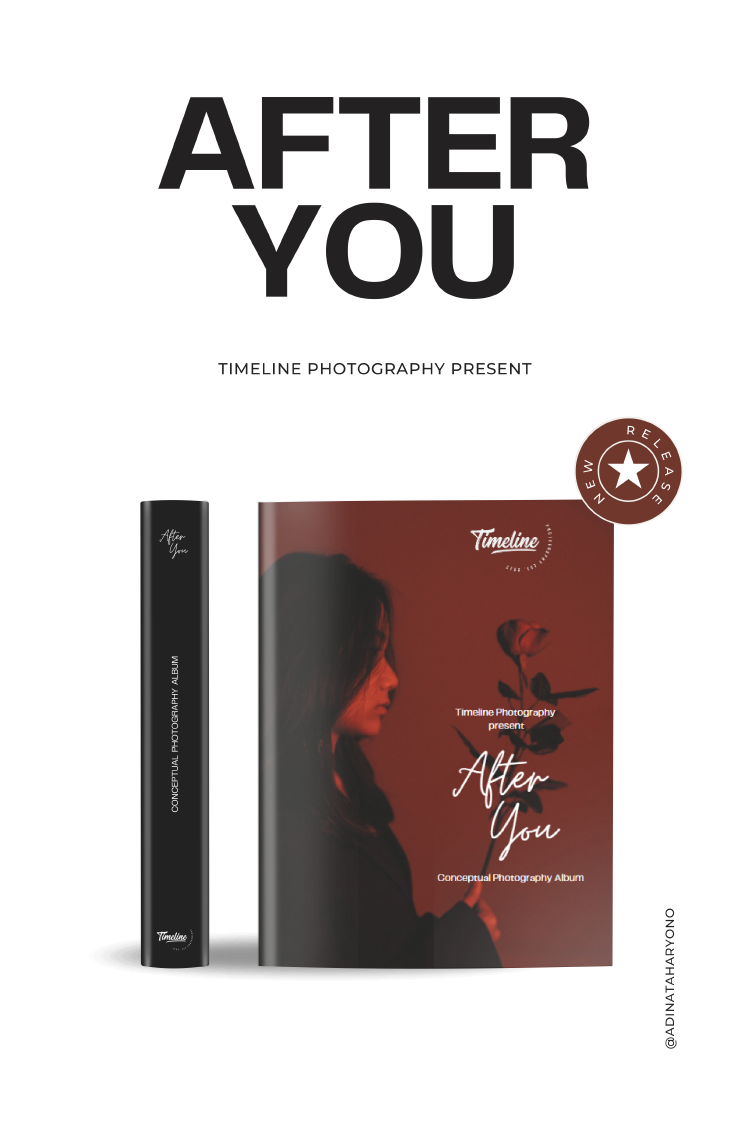 AFTER
YOU
TIMELINE PHOTOGRAPHY PRESENT
NEW RELEASE
After
You
CONCEPTUAL PHOTOGRAPHY ALBUM
Timeline
Timeline
PHOTOGRAPHY
Timeline Photography
present
After
You
Conceptual Photography Album
@ADINATAHARYONO